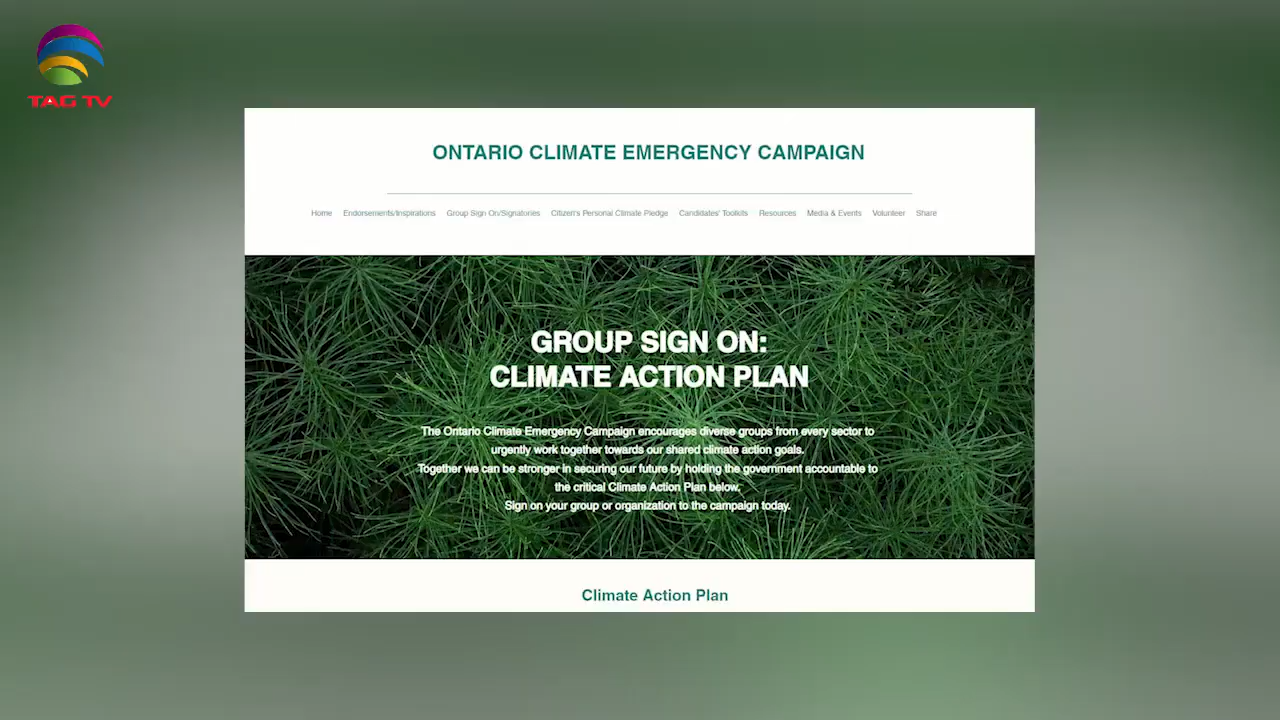 TAG TV
ONTARIO CLIMATE EMERGENCY CAMPAIGN
Home Endorsements/Inspirations Group Sign On/Signatories Citizen's Personal Climate Pledge Candidates' Toolkits Resources Media & Events Volunteer Share
GROUP SIGN ON:
CLIMATE ACTION PLAN
The Ontario Climate Emergency Campaign encourages diverse groups from every sector to
urgently work together towards our shared climate action goals.
Together we can be stronger in securing our future by holding the government accountable to
the critical Climate Action Plan below.
Sign on your group or organization to the campaign today.
Climate Action Plan